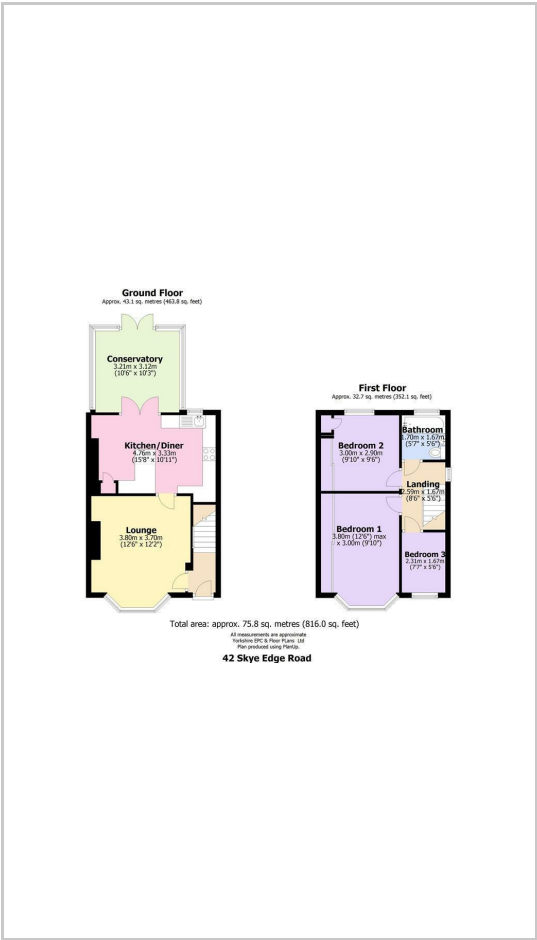 Ground Floor
Approx. 43.1 sq. metres (463.8 sq. feet)
Conservatory
3.21m x 3.12m
(10'6" x 10'3")
Kitchen/Diner
4.76m x 3.33m
(15'8" x 10'11")
Lounge
3.80m x 3.70m
(12'6" x 12'2")
First Floor
Approx. 32.7 sq. metres (352.1 sq. feet)
Bathroom
1.70m x 1.67m
(5'7" x 5'6")
Bedroom 2
3.00m x 2.90m
(9'10" x 9'6")
Landing
2.59m x 1.67m
(8'6" x 5'6")
Bedroom 1
3.80m (12'6") max
x 3.00m (9'10")
Bedroom 3
2.31m x 1.67m
(7'7" x 5'6")
Total area: approx. 75.8 sq. metres (816.0 sq. feet)
All measurements are approximate
Yorkshire EPC & Floor PLans Ltd
Plan produced using PlanUp.
42 Skye Edge Road